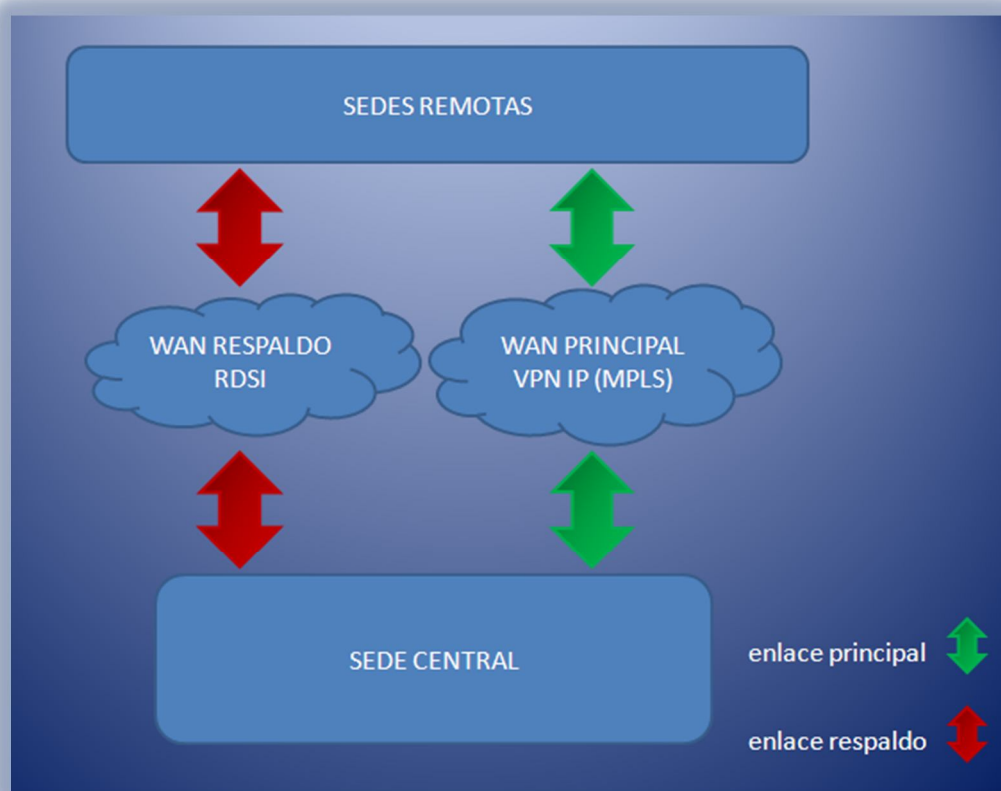 SEDES REMOTAS
WAN RESPALDO
RDSI
WAN PRINCIPAL
VPN IP (MPLS)
SEDE CENTRAL
enlace principal
enlace respaldo